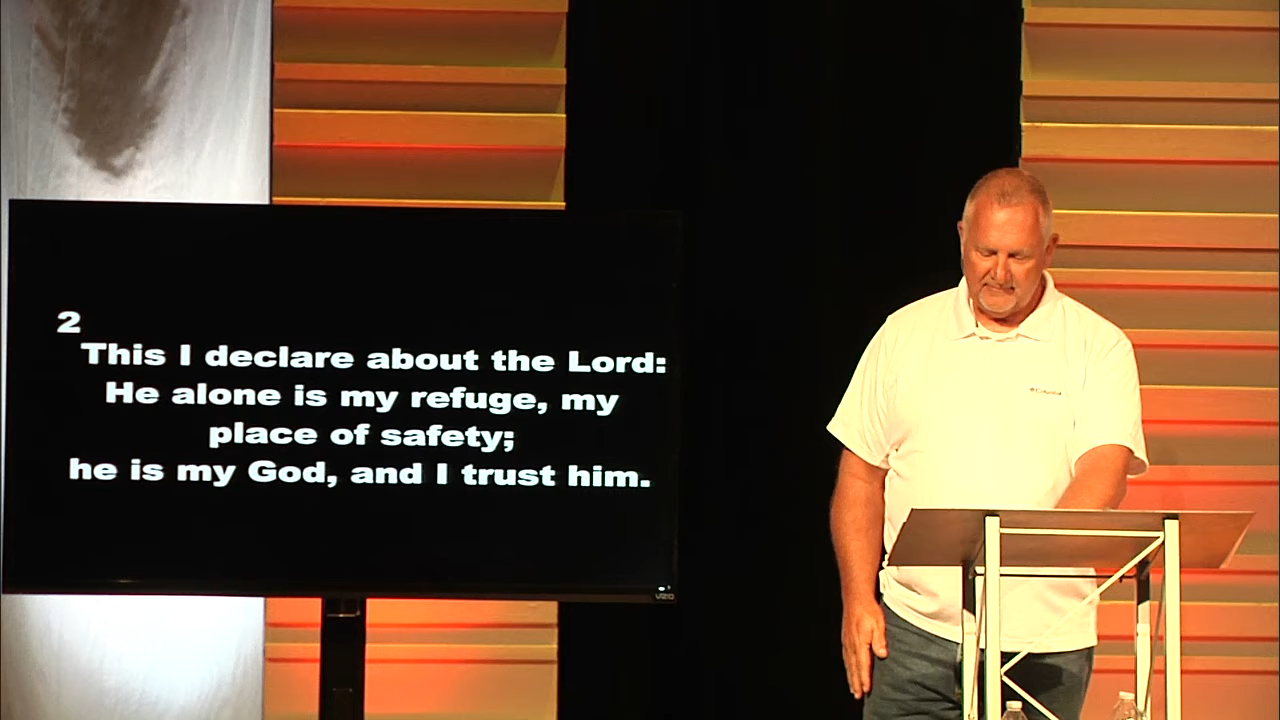 2
This I declare about the Lord:
He alone is my refuge, my
place of safety;
he is my God, and I trust him.
VIZIO